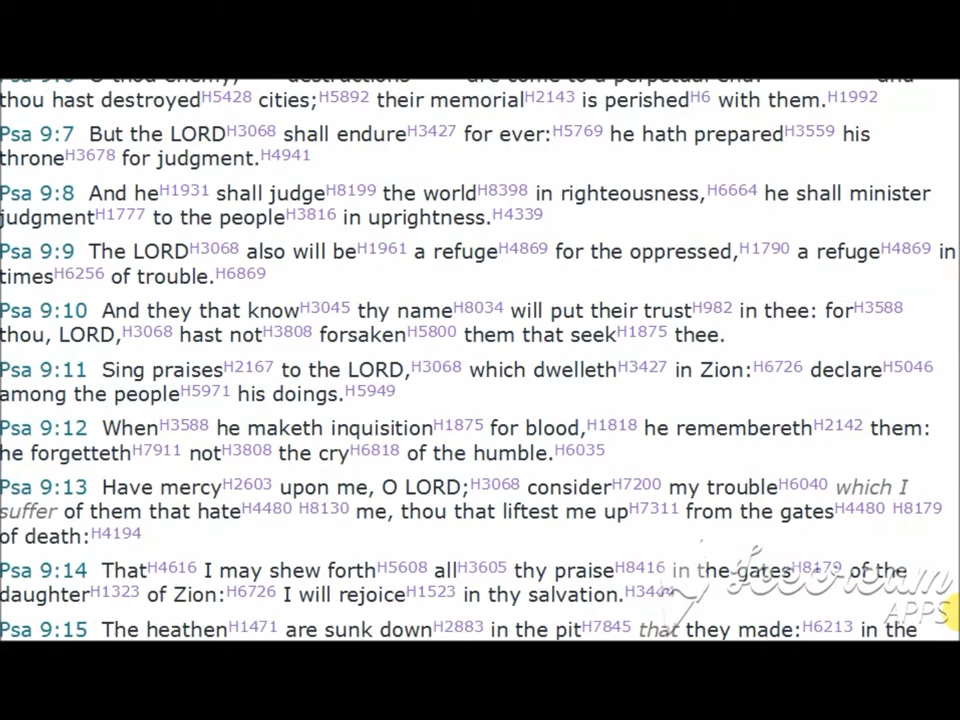 thou hast destroyedH5428 cities;H5892 their memorialH2143 is perishedH6 with them.H1992
Psa 9:7 But the LORDH3068 shall endureH3427 for ever:H5769 he hath preparedH3559 his
throneH3678 for judgment.H4941
Psa 9:8 And heH1931 shall judgeH8199 the worldH8398 in righteousness,H6664 he shall minister
judgmentH1777 to the peopleH3816 in uprightness.H4339
Psa 9:9 The LORDH3068 also will beH1961 a refugeH4869 for the oppressed,H1790 a refugeH4869 in
timesH6256 of trouble.H6869
Psa 9:10 And they that knowH3045 thy nameH8034 will put their trustH982 in thee: forH3588
thou, LORD,H3068 hast notH3808 forsakenH5800 them that seekH1875 thee.
Psa 9:11 Sing praisesH2167 to the LORD,H3068 which dwellethH3427 in Zion:H6726 declareH5046
among the peopleH5971 his doings.H5949
Psa 9:12 WhenH3588 he maketh inquisitionH1875 for blood,H1818 he keeps remembererethH2142 them:
he forgettethH7911 notH3808 the cryH6818 of the humble.H6035
Psa 9:13 Have mercyH2603 upon me, O LORD;H3068 considerH7200 my troubleH6040 which I
suffer of them that hateH4480 H8130 me, thou that liftest me upH7311 from the gatesH4480 H8179
of death:H4194
Psa 9:14 ThatH4616 I may shew forthH5608 allH3605 thy praiseH8416 in the gatesH8179 of the
daughterH1323 of Zion:H6726 I will rejoiceH1523 in thy salvation.H3444
APPS
Psa 9:15 The heathenH1471 are sunk downH2883 in the pitH7845 that they made:H6213 in the